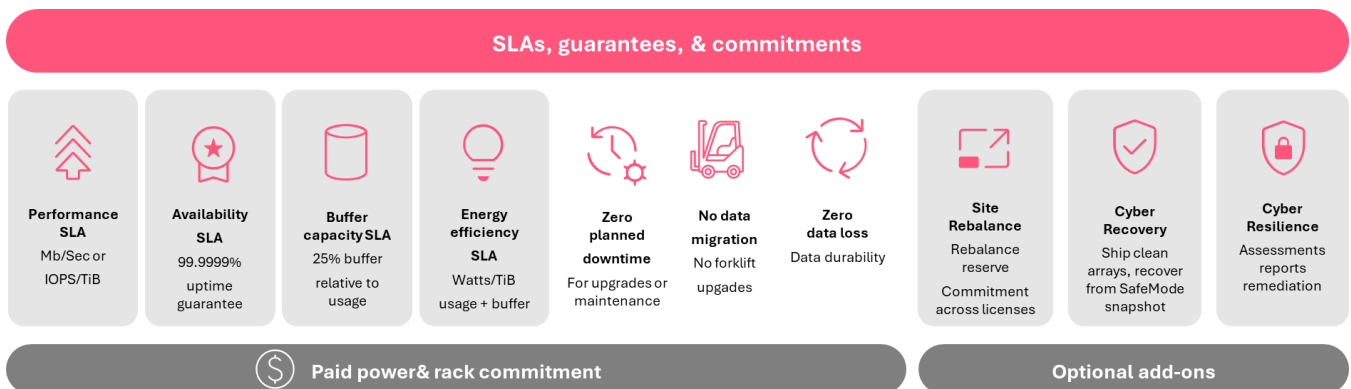 SLAs, guarantees, & commitments
Performance
SLA
Mb/Sec or
IOPS/TiB
Availability
SLA
99.9999%
uptime
guarantee
Buffer
capacity SLA
25% buffer
relative to
usage
Energy
efficiency
SLA
Watts/TiB
usage + buffer
Zero
planned
downtime
For upgrades or
maintenance
No data
migration
No forklift
upgades
Zero
data loss
Data durability
Site
Rebalance
Rebalance
reserve
Commitment
across licenses
Cyber
Recovery
Ship clean
arrays, recover
from SafeMode
snapshot
Cyber
Resilience
Assessments
reports
remediation
$
Paid power& rack commitment
Optional add-ons